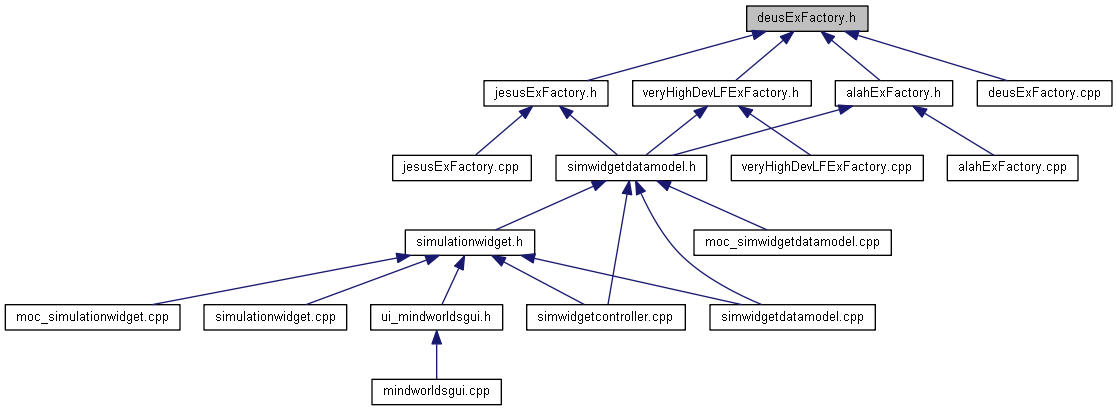 deusExFactory.h
jesusExFactory.h
veryHighDevLFExFactory.h
alahExFactory.h
deusExFactory.cpp
jesusExFactory.cpp
simwidgetdatamodel.h
veryHighDevLFExFactory.cpp
alahExFactory.cpp
simulationwidget.h
moc_simwidgetdatamodel.cpp
moc_simulationwidget.cpp
simulationwidget.cpp
ui_mindworldsgui.h
simwidgetcontroller.cpp
simwidgetdatamodel.cpp
mindworldsgui.cpp